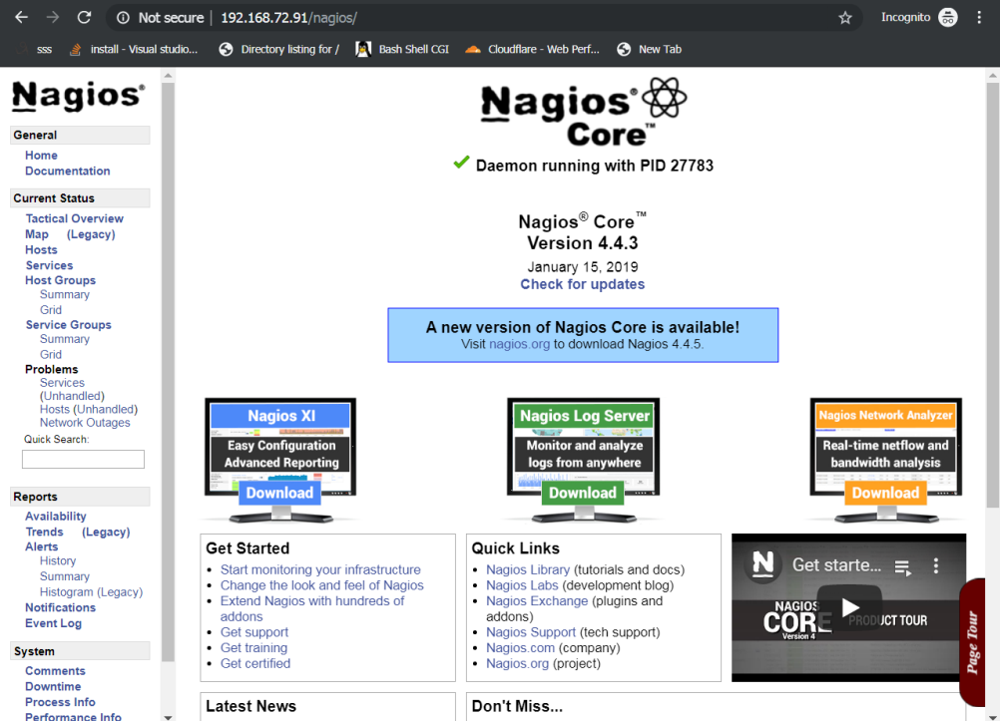 Not secure | 192.168.72.91/nagios/
Incognito
sss
install - Visual studio...
Directory listing for /
Bash Shell CGI
Cloudflare - Web Perf...
New Tab
Nagios®
General
Home
Documentation
Current Status
Tactical Overview
Map (Legacy)
Hosts
Services
Host Groups
Summary
Grid
Service Groups
Summary
Grid
Problems
Services
(Unhandled)
Hosts (Unhandled)
Network Outages
Quick Search:
Reports
Availability
Trends (Legacy)
Alerts
History
Summary
Histogram (Legacy)
Notifications
Event Log
System
Comments
Downtime
Process Info
Performance Info
Nagios®
Core™
Daemon running with PID 27783
Nagios® Core™
Version 4.4.3
January 15, 2019
Check for updates
A new version of Nagios Core is available!
Visit nagios.org to download Nagios 4.4.5.
Nagios XI
Easy Configuration
Advanced Reporting
Download
Nagios Log Server
Monitor and analyze
logs from anywhere
Download
Nagios Network Analyzer
Real-time netflow and
bandwidth analysis
Download
Get Started
Start monitoring your infrastructure
Change the look and feel of Nagios
Extend Nagios with hundreds of
addons
Get support
Get training
Get certified
Quick Links
Nagios Library (tutorials and docs)
Nagios Labs (development blog)
Nagios Exchange (plugins and
addons)
Nagios Support (tech support)
Nagios.com (company)
Nagios.org (project)
N
Get starte...
NAGIOS
CORE
Version 4
PRODUCT TOUR
Page Tour
Latest News
Don't Miss...